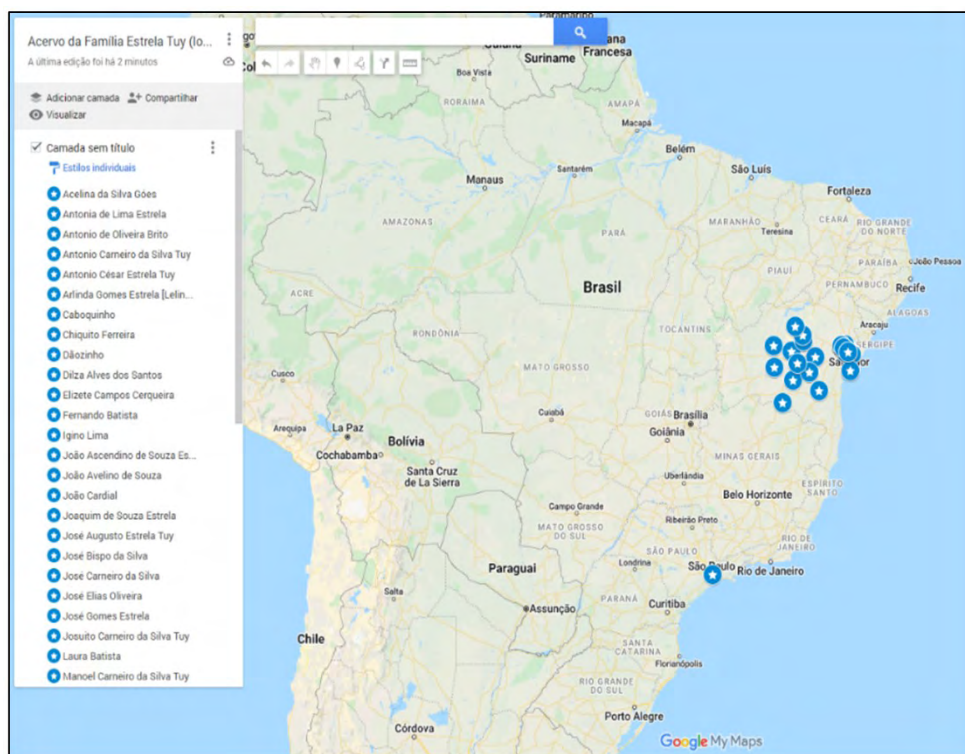 Acervo da Família Estrela Tuy (lo...
A última edição foi há 2 minutos
Adicionar camada
Compartilhar
Visualizar
Camada sem título
Estilos individuais
Acelina da Silva Góes
Antonia de Lima Estrela
Antonio de Oliveira Brito
Antonio Carneiro da Silva Tuy
Antonio César Estrela Tuy
Arlinda Gomes Estrela [Lelin...
Caboquinho
Chiquito Ferreira
Dãozinho
Dilza Alves dos Santos
Elizete Campos Cerqueira
Fernando Batista
Igino Lima
João Ascendino de Souza Es...
João Avelino de Souza
João Cardial
Joaquim de Souza Estrela
José Augusto Estrela Tuy
José Bispo da Silva
José Carneiro da Silva
José Elias Oliveira
José Gomes Estrela
Josuito Carneiro da Silva Tuy
Laura Batista
Manoel Carneiro da Silva Tuy
Paramaribo
Suriname
Francesa
Boa Vista
RORAIMA
AMAPÁ
Macapá
Belém
São Luís
Santarém
Manaus
Fortaleza
AMAZONAS
PARÁ
MARANHÃO
CEARÁ
RIO GRANDE
DO NORTE
Teresina
PARAÍBA
João Pessoa
PIAUÍ
PERNAMBUCO
Recife
ACRE
Brasil
ALAGOAS
TOCANTINS
Aracaju
SERGIPE
RONDÔNIA
MATO GROSSO
Cusco
Cuiabá
GOIÁS
Brasília
Goiânia
Arequipa
La Paz
Bolívia
Cochabamba
Santa Cruz
de La Sierra
MINAS GERAIS
Uberlândia
ESPÍRITO
SANTO
Belo Horizonte
Campo Grande
MATO GROSSO
DO SUL
Ribeirão Preto
RIO DE
JANEIRO
SÃO PAULO
Paraguai
Londrina
São Paulo
Rio de Janeiro
Salta
PARANÁ
Assunção
Curitiba
Chile
SANTA
CATARINA
Florianópolis
RIO GRANDE
DO SUL
Porto Alegre
Córdova
Google My Maps